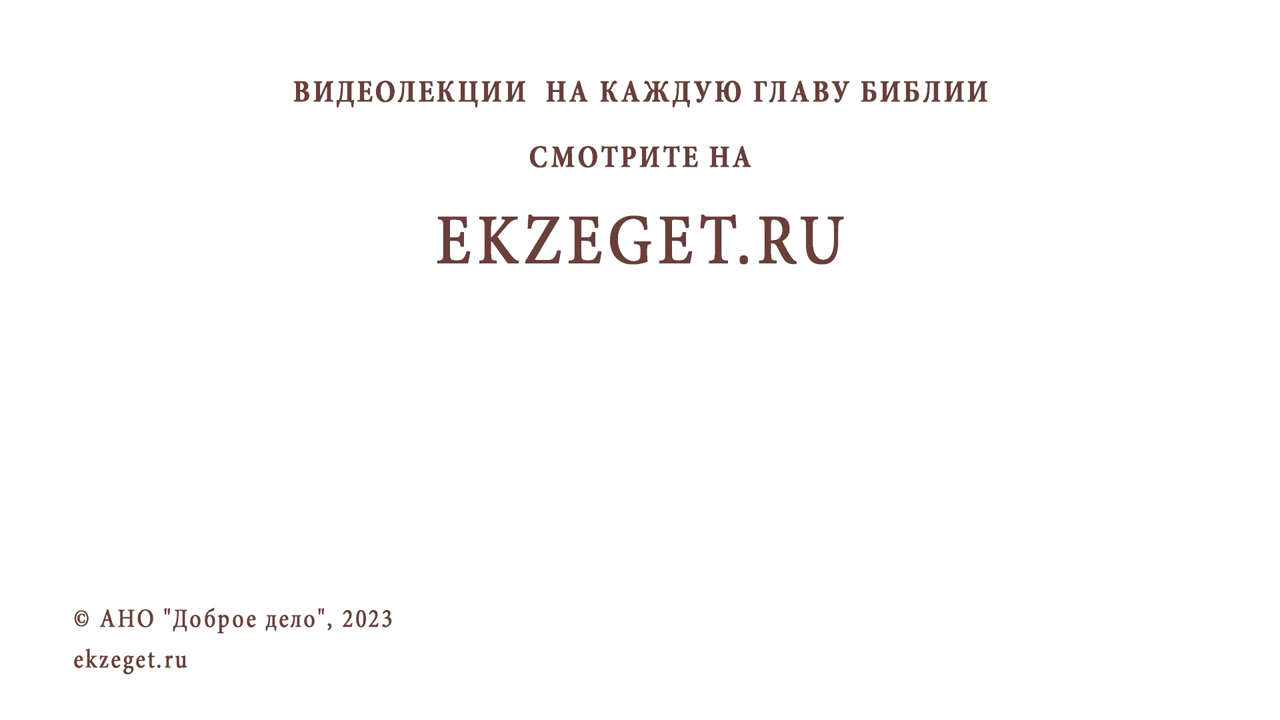 ВИДЕОЛЕКЦИИ НА КАЖДУЮ ГЛАВУ БИБЛИИ
СМОТРИТЕ НА
EKZEGET.RU
© АНО "Доброе дело", 2023
ekzeget.ru